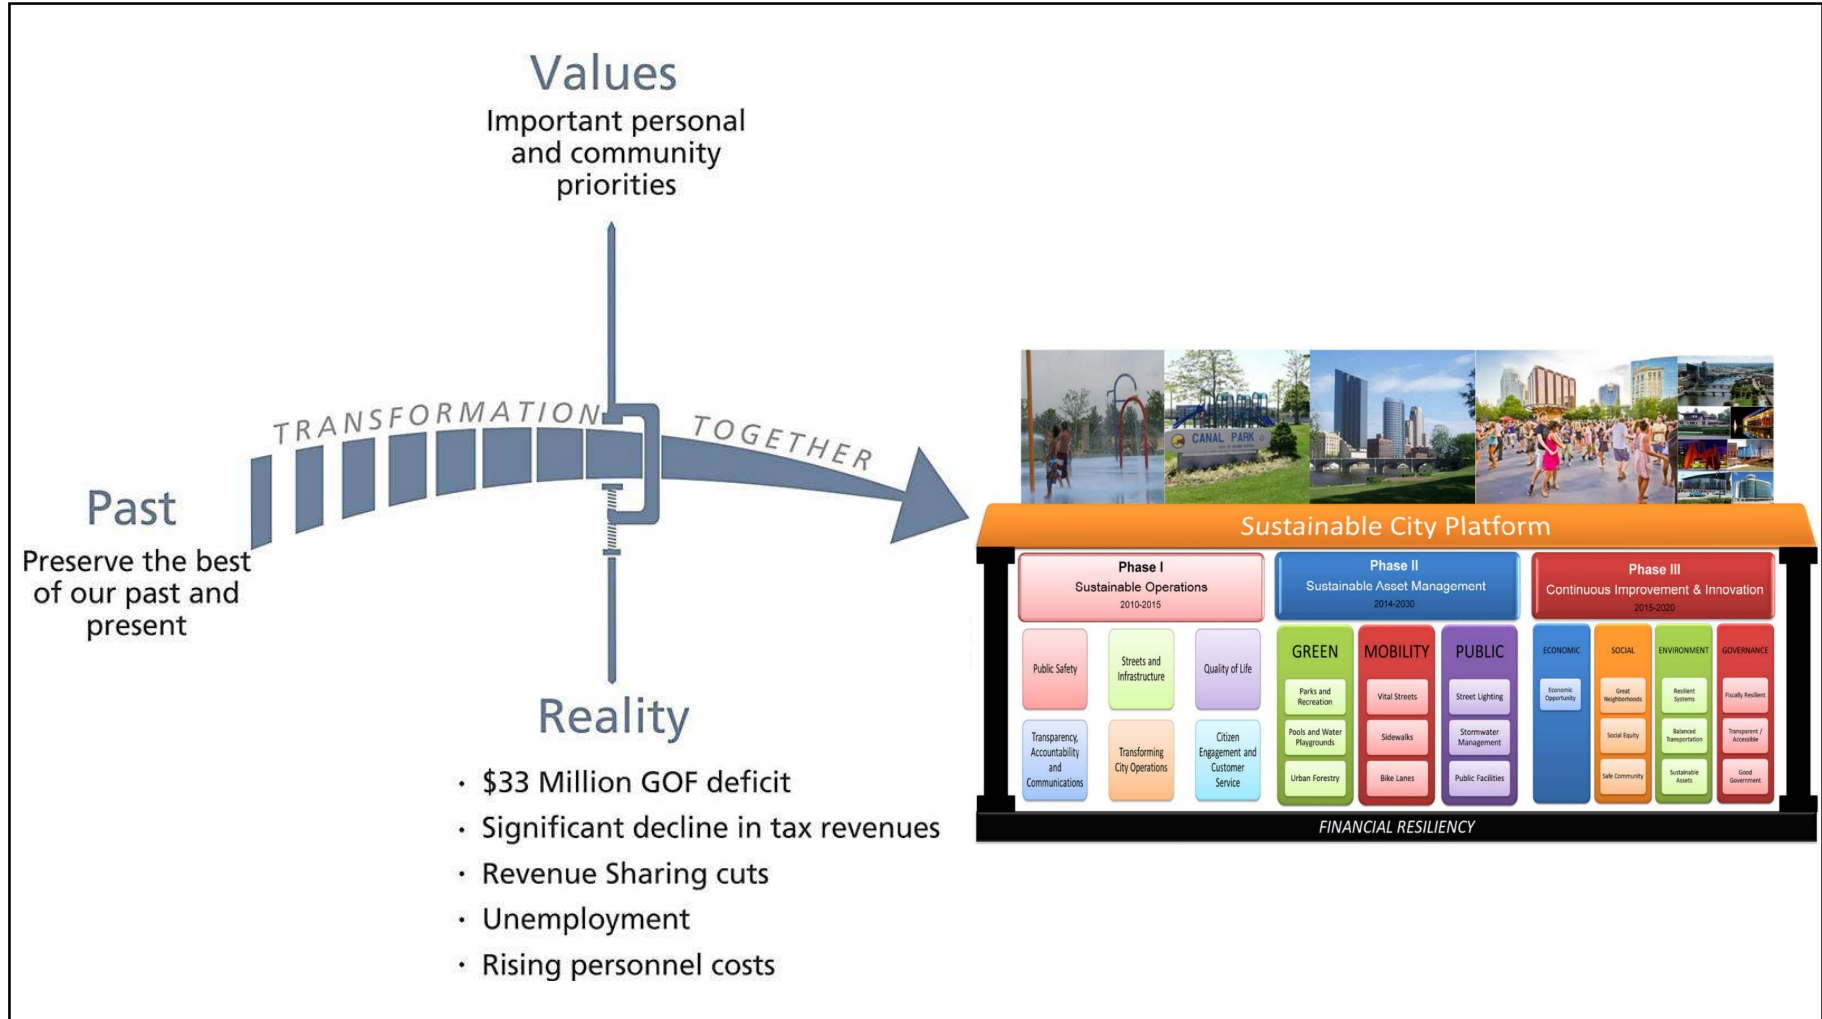 Values
Important personal
and community
priorities
TRANSFORMATION
TOGETHER
Past
Preserve the best
of our past and
present
Reality
· $33 Million GOF deficit
· Significant decline in tax revenues
· Revenue Sharing cuts
· Unemployment
· Rising personnel costs
CANAL PARK
Sustainable City Platform
Phase I
Sustainable Operations
2010-2015
Phase II
Sustainable Asset Management
2014-2030
Phase III
Continuous Improvement & Innovation
2015-2020
Public Safety
Streets and
Infrastructure
Quality of Life
Transparency,
Accountability
and
Communications
Transforming
City Operations
Citizen
Engagement and
Customer
Service
GREEN
Parks and
Recreation
Pools and Water
Playgrounds
Urban Forestry
MOBILITY
Vital Streets
Sidewalks
Bike Lanes
PUBLIC
Street Lighting
Stormwater
Management
Public Facilities
ECONOMIC
Economic
Opportunity
SOCIAL
Great
Neighborhoods
Social Equity
Safe Community
ENVIRONMENT
Resilient
Systems
Balanced
Transportation
Sustainable
Assets
GOVERNANCE
Fiscally Resilient
Transparent /
Accessible
Good
Government
FINANCIAL RESILIENCY